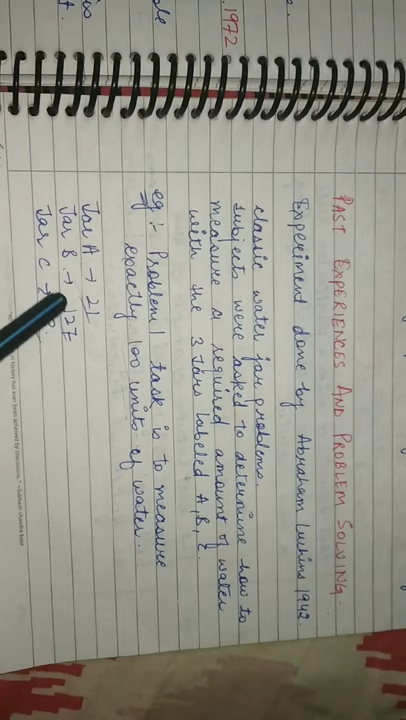 1972
PAST EXPERIENCES AND PROBLEM SOLVING.
Experiment done by Abraham Luchins 1942.
classic water jar problems.
subjects were asked to determine how to
measure a required amount of water
with the 3 Jars labeled A, B, C.
eg:- Problem 1 task is to measure
exactly 100 units of water.
Jar A → 21
Jar B → 127
Jar C